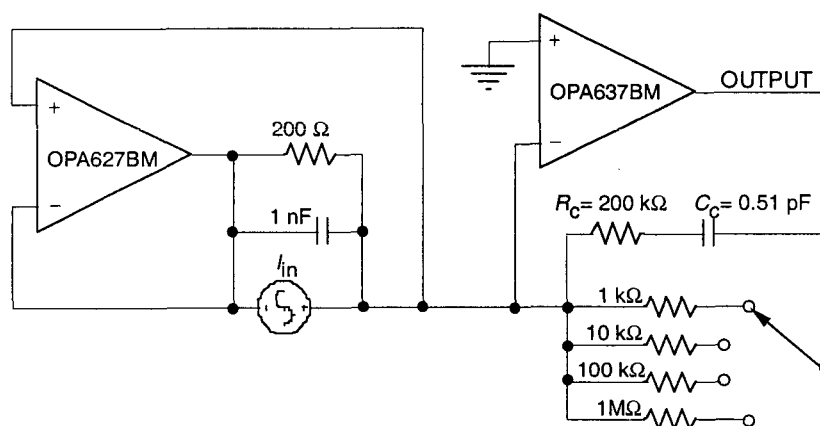 +
OPA627BM
−
200 Ω
1 nF
I_in
- +
+
OPA637BM
−
OUTPUT
R_C= 200 kΩ
C_C= 0.51 pF
1 kΩ
10 kΩ
100 kΩ
1MΩ